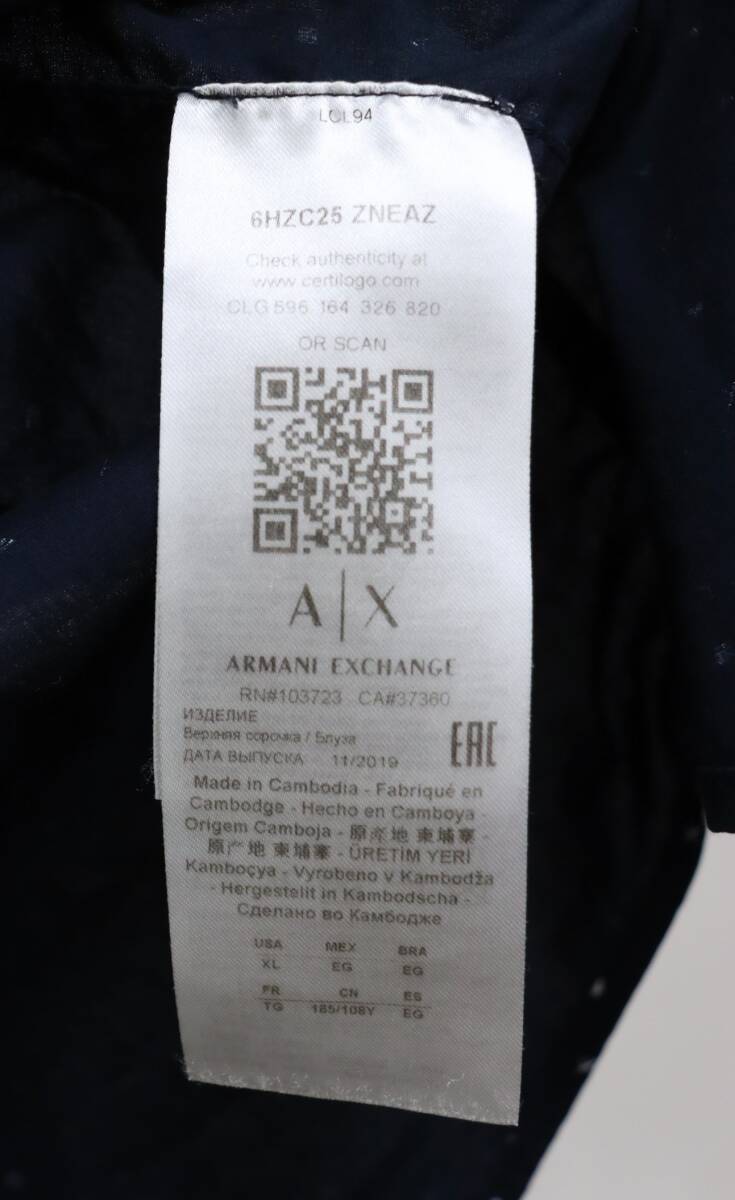 LCL94
6HZC25 ZNEAZ
Check authenticity at
www.certilogo.com
CLG 596 164 326 820
OR SCAN
A|X
ARMANI EXCHANGE
RN#103723 CA#37360
ИЗДЕЛИЕ
Верхняя сорочка / Блуза
ДАТА ВЫПУСКА 11/2019
EAC
Made in Cambodia - Fabriqué en
Cambodge - Hecho en Camboya -
Origem Camboja - 原産地 柬埔寨 -
原产地 柬埔寨 - ÜRETİM YERİ
Kamboçya - Vyrobeno v Kambodža
- Hergestellt in Kambodscha -
Сделано во Камбодже
USA MEX BRA
XL EG EG
FR CN ES
TG 185/108Y EG